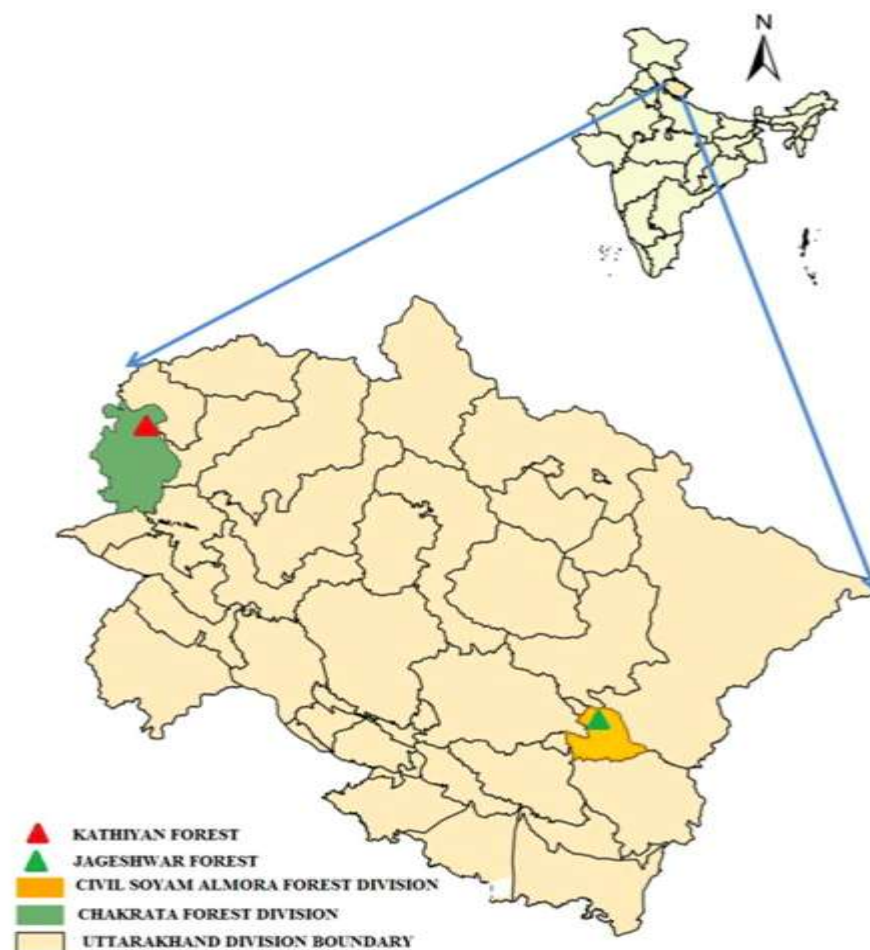 N
KATHIYAN FOREST
JAGESHWAR FOREST
CIVIL SOYAM ALMORA FOREST DIVISION
CHAKRATA FOREST DIVISION
UTTARAKHAND DIVISION BOUNDARY